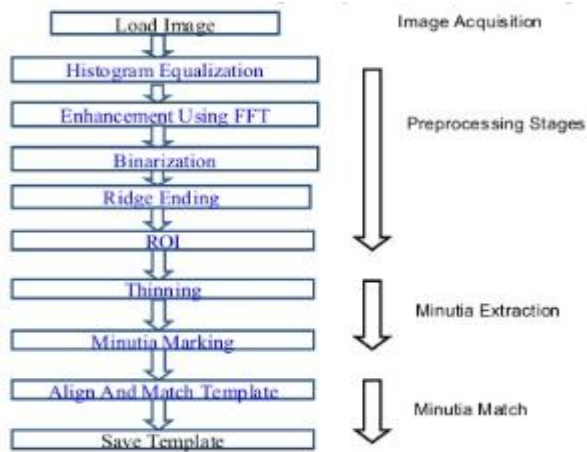 Load Image
Image Acquisition
Histogram Equalization
Enhancement Using FFT
Preprocessing Stages
Binarization
Ridge Ending
ROI
Thinning
Minutia Extraction
Minutia Marking
Align And Match Template
Minutia Match
Save Template